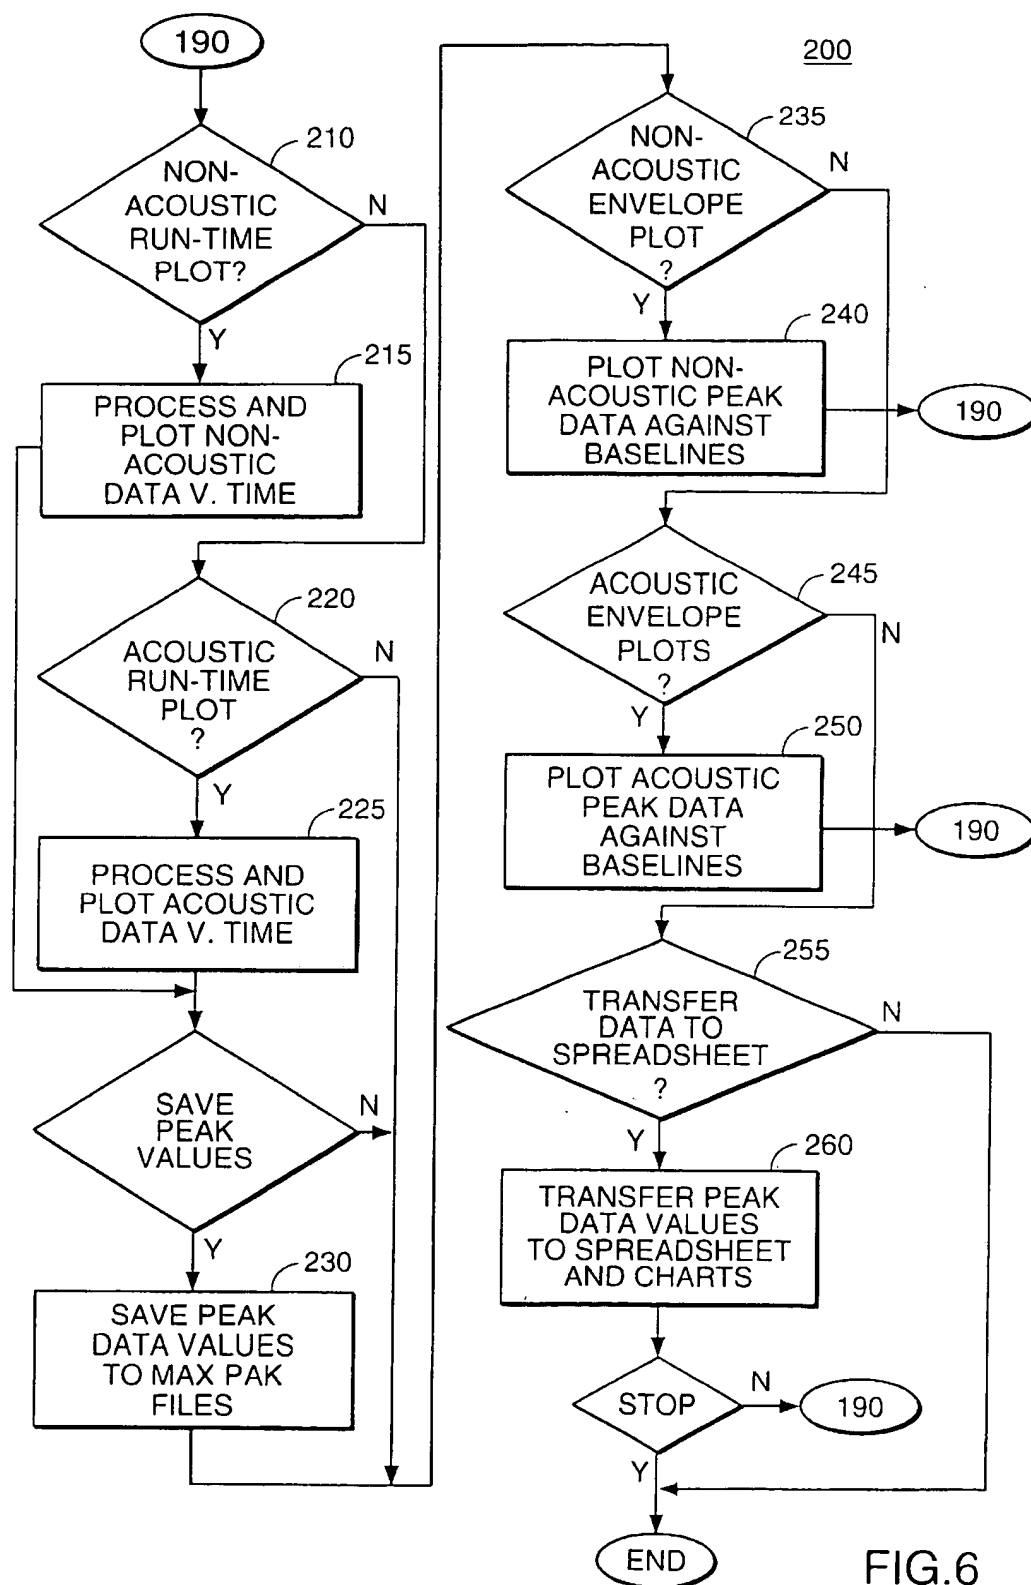 190
200
210
NON-
ACOUSTIC
RUN-TIME
PLOT?
N
Y
215
PROCESS AND
PLOT NON-
ACOUSTIC
DATA V. TIME
220
ACOUSTIC
RUN-TIME
PLOT
?
N
Y
225
PROCESS AND
PLOT ACOUSTIC
DATA V. TIME
SAVE
PEAK
VALUES
N
Y
230
SAVE PEAK
DATA VALUES
TO MAX PAK
FILES
235
NON-
ACOUSTIC
ENVELOPE
PLOT
?
N
Y
240
PLOT NON-
ACOUSTIC PEAK
DATA AGAINST
BASELINES
190
245
ACOUSTIC
ENVELOPE
PLOTS
?
N
Y
250
PLOT ACOUSTIC
PEAK DATA
AGAINST
BASELINES
190
255
TRANSFER
DATA TO
SPREADSHEET
?
N
Y
260
TRANSFER PEAK
DATA VALUES
TO SPREADSHEET
AND CHARTS
STOP
N
190
Y
END
FIG.6